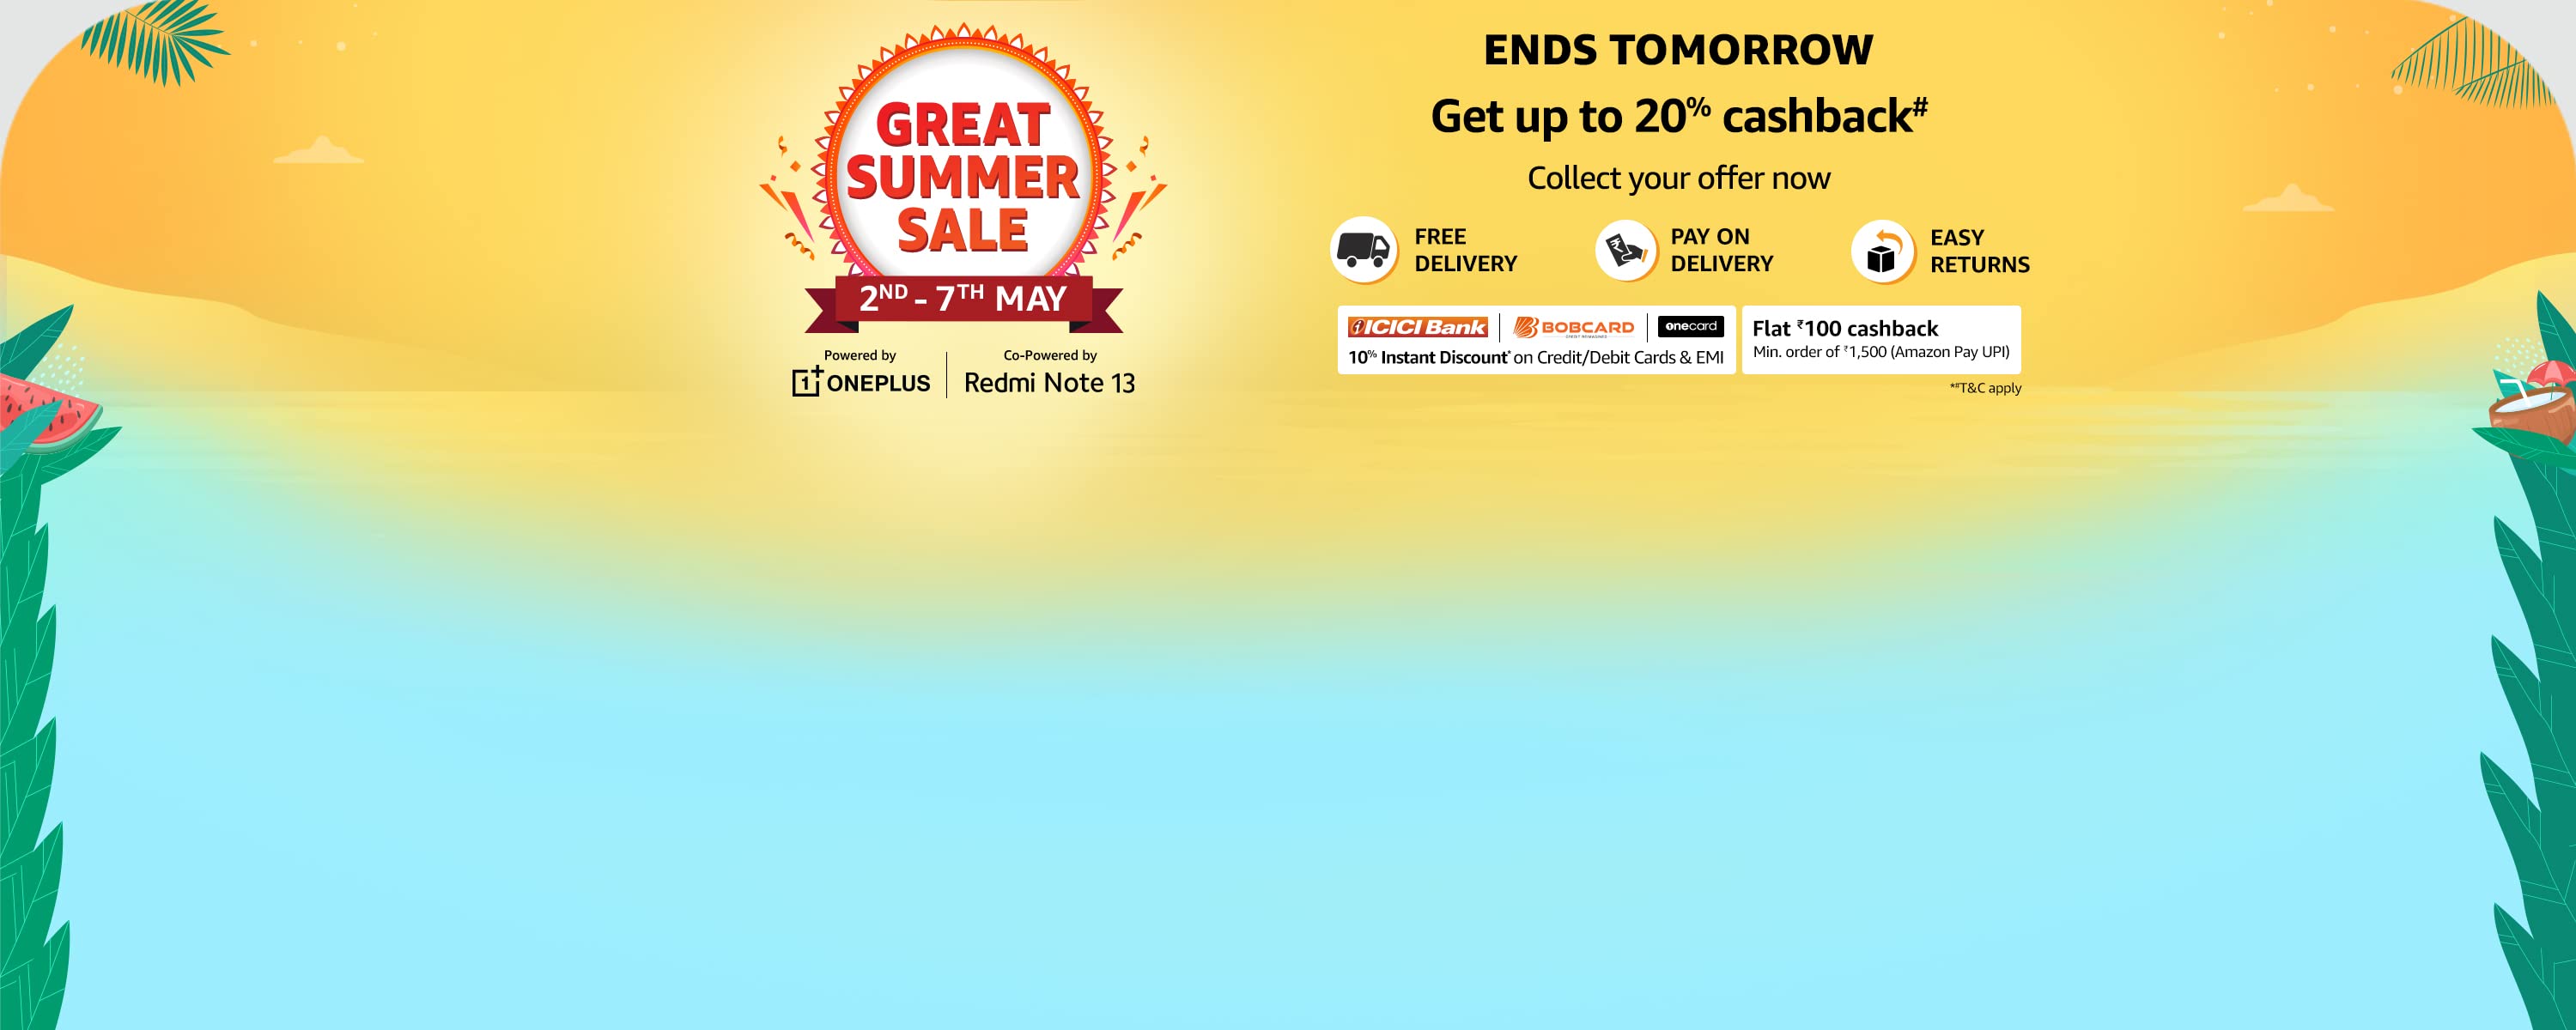 GREAT
SUMMER
SALE
2ND - 7TH MAY
Powered by
1+ ONEPLUS
Co-Powered by
Redmi Note 13
ENDS TOMORROW
Get up to 20% cashback#
Collect your offer now
FREE
DELIVERY
PAY ON
DELIVERY
EASY
RETURNS
ICICI Bank
BOBCARD
CREDIT REIMAGINED
onecard
10% Instant Discount* on Credit/Debit Cards & EMI
Flat ₹100 cashback
Min. order of ₹1,500 (Amazon Pay UPI)
*#T&C apply